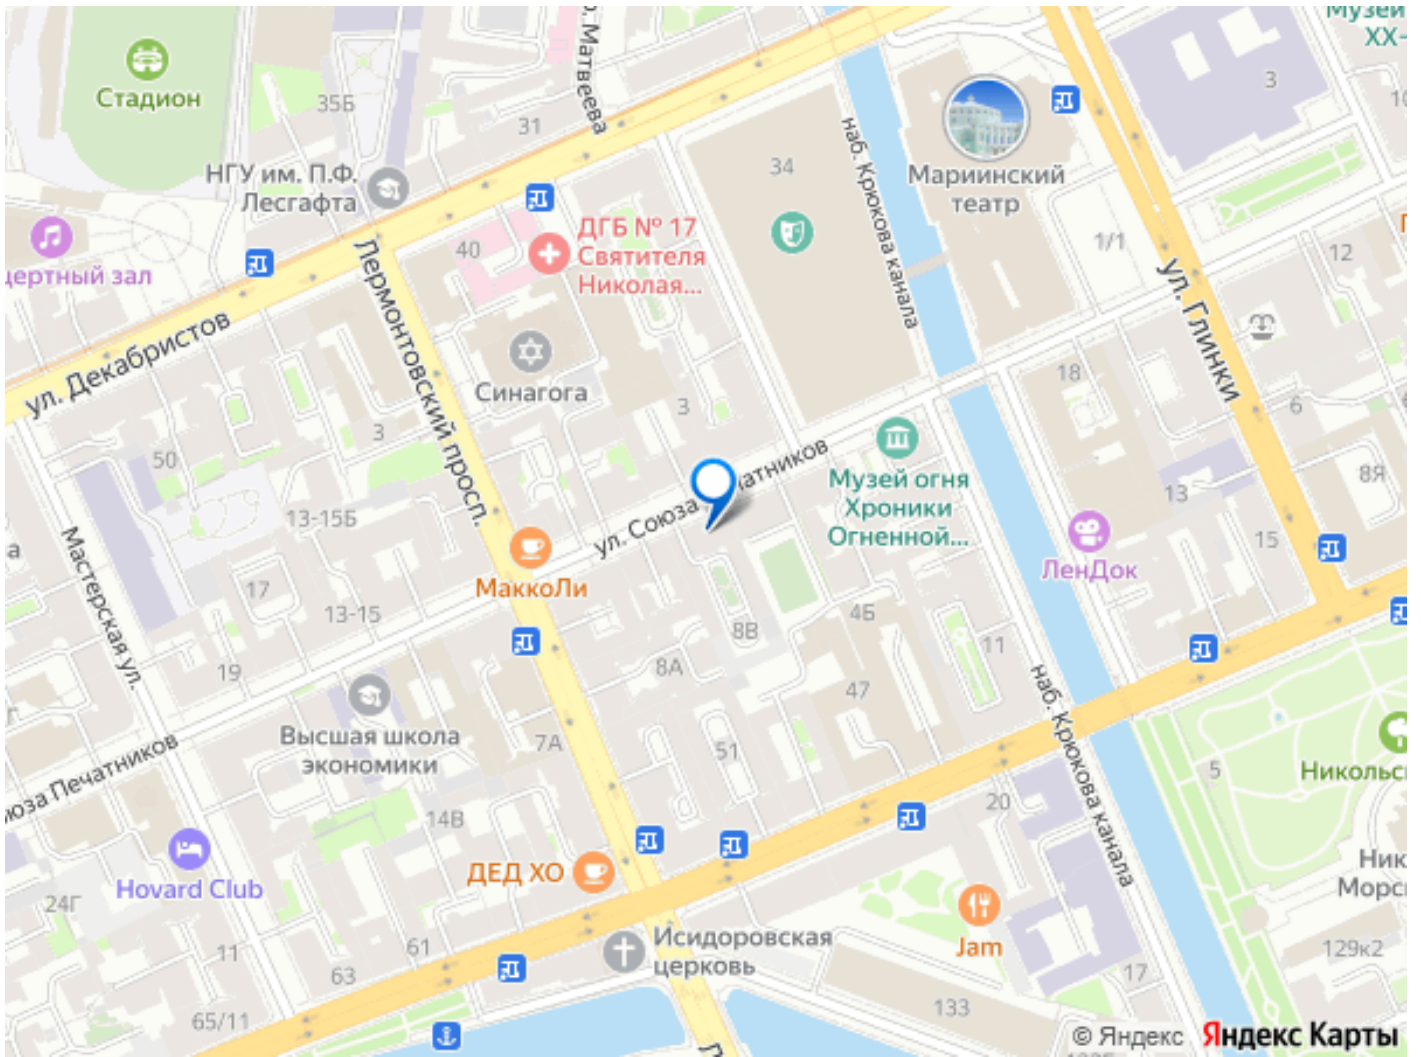 Музей
XX-
Стадион
35Б
31
р. Матвеева
3
10
НГУ им. П.Ф.
Лесгафта
34
наб. Крюкова канала
Мариинский
театр
цертный зал
40
ДГБ № 17
Святителя
Николая...
1/1
12
ул. Глинки
ул. Декабристов
Лермонтовский просп.
Синагога
3
3
18
6
50
13-15Б
ул. Союза
чатников
Музей огня
Хроники
Огненной...
13
8Я
15
а
МаккоЛи
ЛенДок
Мастерская ул.
17
13-15
19
8В
4Б
11
8А
47
наб. Крюкова канала
Высшая школа
экономики
7А
51
5
Никольс
юза Печатников
14В
20
Hovard Club
ДЕД ХО
Ник
Морс
24Г
11
61
63
Исидоровская
церковь
Jam
129к2
17
65/11
133
© Яндекс Яндекс Карты